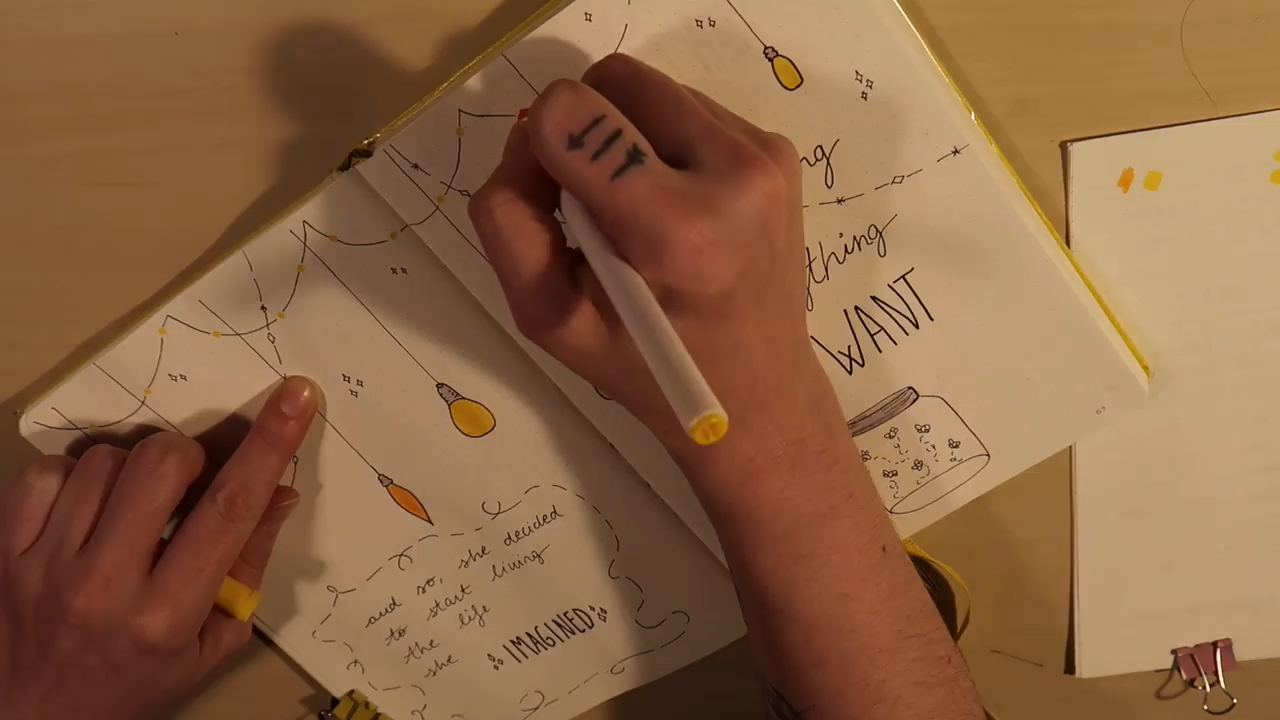 and so, she decided
to start living
the life
she IMAGINED
ng
thing
WANT